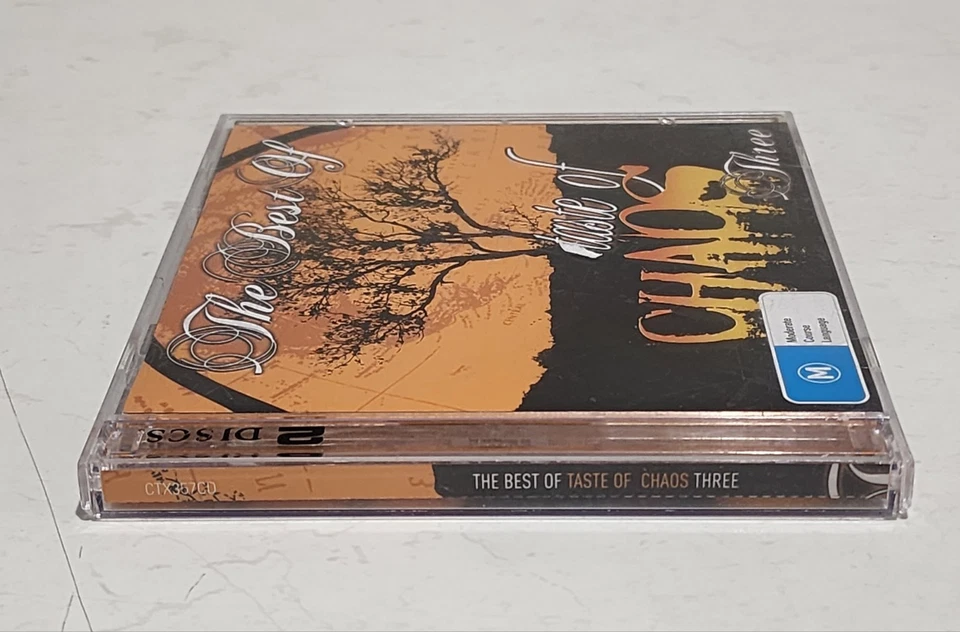 The Best Of
Taste of
CHAOS
Three
M
Moderate
Course
Language
2 DISCS
CTX357CD
THE BEST OF TASTE OF CHAOS THREE